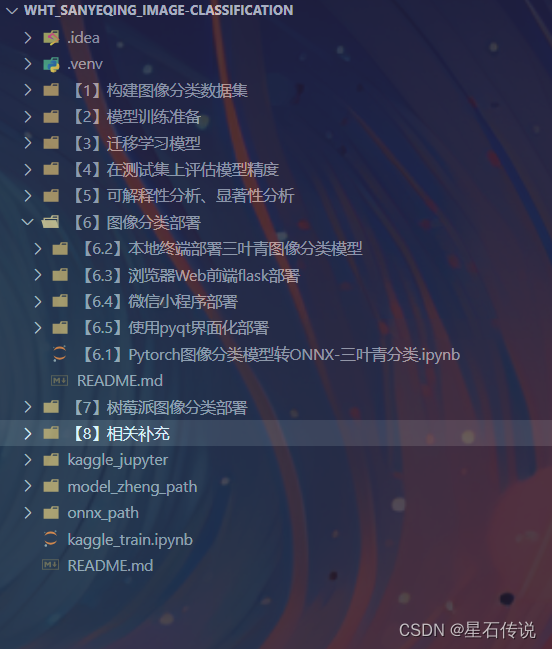 WHT_SANYEQING_IMAGE-CLASSIFICATION
.idea
.venv
【1】构建图像分类数据集
【2】模型训练准备
【3】迁移学习模型
【4】在测试集上评估模型精度
【5】可解释性分析、显著性分析
【6】图像分类部署
【6.2】本地终端部署三叶青图像分类模型
【6.3】浏览器Web前端flask部署
【6.4】微信小程序部署
【6.5】使用pyqt界面化部署
【6.1】Pytorch图像分类模型转ONNX-三叶青分类.ipynb
README.md
【7】树莓派图像分类部署
【8】相关补充
kaggle_jupyter
model_zheng_path
onnx_path
kaggle_train.ipynb
README.md
CSDN @星石传说